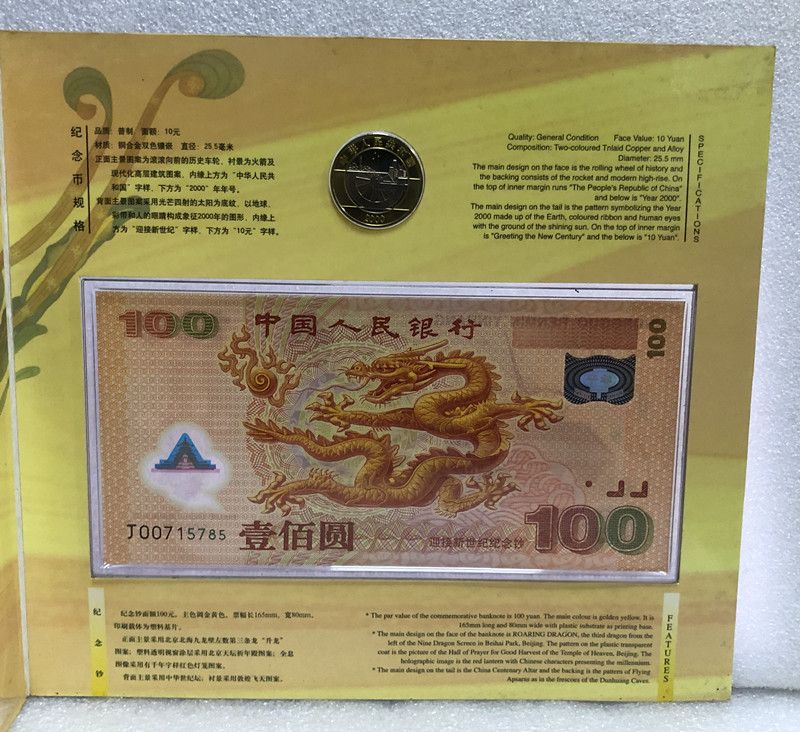 纪念币规格
品质：普制 面额：10元
材质：铜合金双色镶嵌 直径：25.5毫米
正面主景图案为滚滚向前的历史车轮、衬景为火箭及
现代化高层建筑图案，内缘上方为“中华人民共
和国”字样，下方为“2000”年年号。
背面主景图案采用光芒四射的太阳为底纹，以地球、
彩带和人的眼睛构成象征2000年的图形，内缘上
方为“迎接新世纪”字样，下方为“10元”字样。
中华人民共和国
2000
Quality: General Condition Face Value: 10 Yuan
Composition: Two-coloured Tnlaid Copper and Alloy
Diameter: 25.5 mm
The main design on the face is the rolling wheel of history and
the backing consists of the rocket and modern high-rise. On
the top of inner margin runs "The People's Republic of China"
and below is "Year 2000".
The main design on the tail is the pattern symbolizing the Year
2000 made up of the Earth, coloured ribbon and human eyes
with the ground of the shining sun. On the top of inner margin
is "Greeting the New Century" and the below is "10 Yuan".
SPECIFICATIONS
100
中国人民银行
100
J00715785
壹佰圆
迎接新世纪纪念钞
100
纪念钞
纪念钞面额100元，主色调金黄色，票幅长165mm，宽80mm，
印刷载体为塑料基片。
正面主景采用北京北海九龙壁左数第三条龙“升龙”
图案；塑料透明视窗涂层采用北京天坛祈年殿图案；全息
图像采用有千年字样红色灯笼图案。
背面主景采用中华世纪坛；衬景采用敦煌飞天图案。
* The par value of the commemorative banknote is 100 yuan. The main colour is golden yellow. It is
165mm long and 80mm wide with plastic substrate as printing base.
* The main design on the face of the banknote is ROARING DRAGON, the third dragon from the
left of the Nine Dragon Screen in Beihai Park, Beijing. The pattern on the plastic transparent
coat is the picture of the Hall of Prayer for Good Harvest of the Temple of Heaven, Beijing. The
holographic image is the red lantern with Chinese characters presenting the millennium.
* The main design on the tail is the China Centenary Altar and the backing is the pattern of Flying
Apsaras as in the frescoes of the Dunhuang Caves.
FEATURES